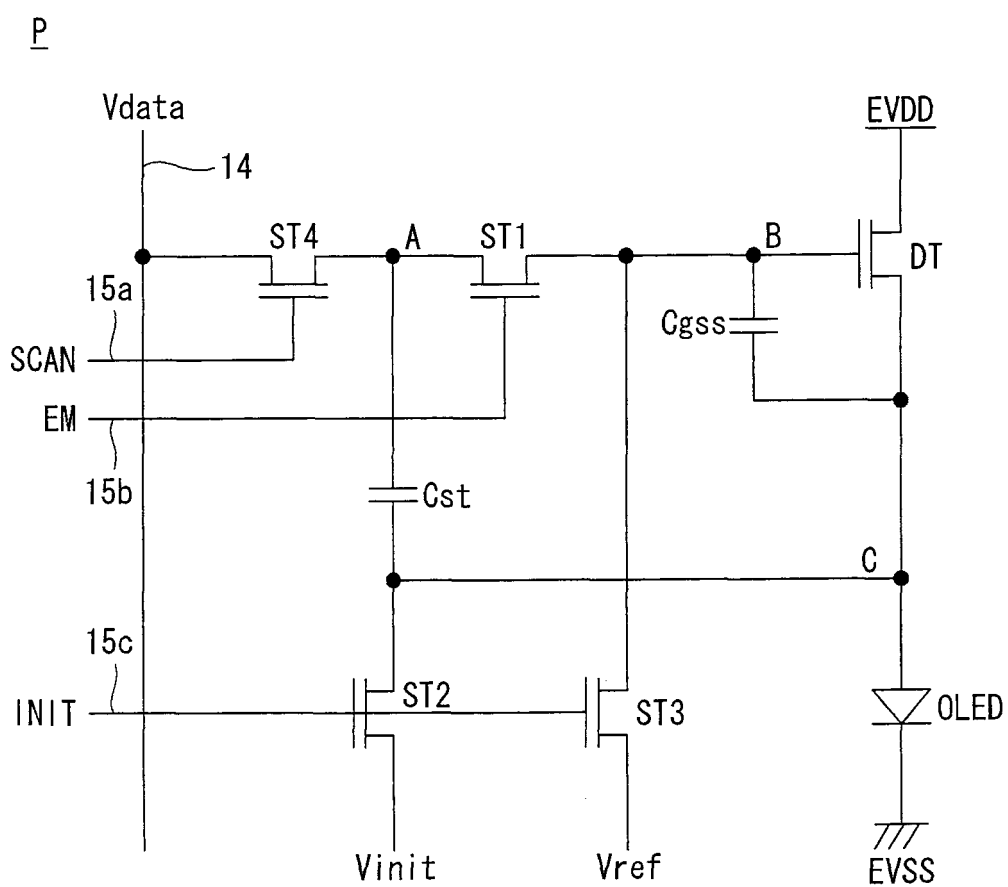 P
Vdata
EVDD
14
ST4
A
ST1
B
DT
15a
Cgss
SCAN
EM
15b
Cst
C
15c
ST2
INIT
ST3
OLED
Vinit
Vref
EVSS